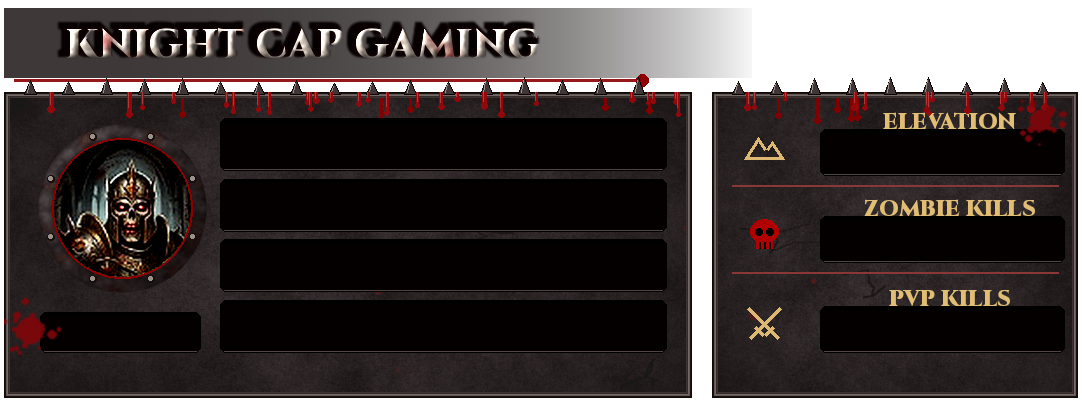 KNIGHT CAP GAMING
ELEVATION
ZOMBIE KILLS
PVP KILLS